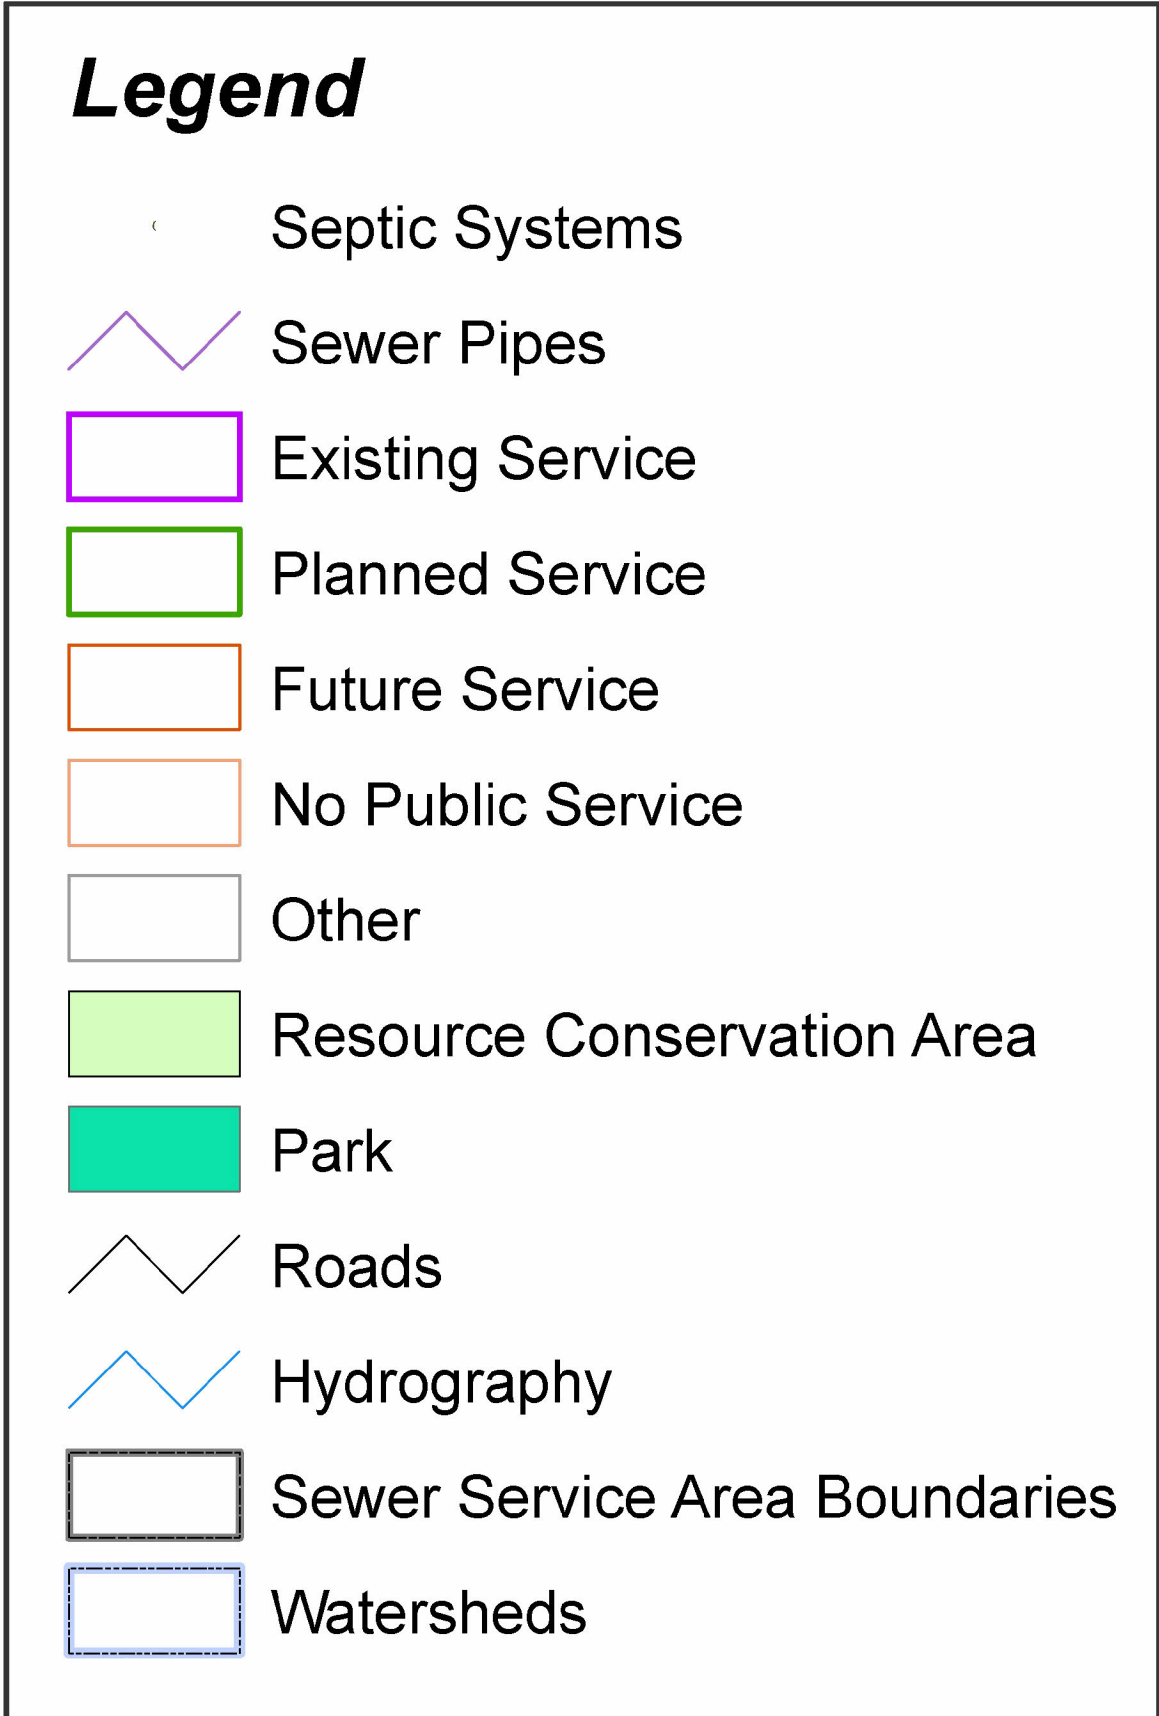 Legend
Septic Systems
Sewer Pipes
Existing Service
Planned Service
Future Service
No Public Service
Other
Resource Conservation Area
Park
Roads
Hydrography
Sewer Service Area Boundaries
Watersheds